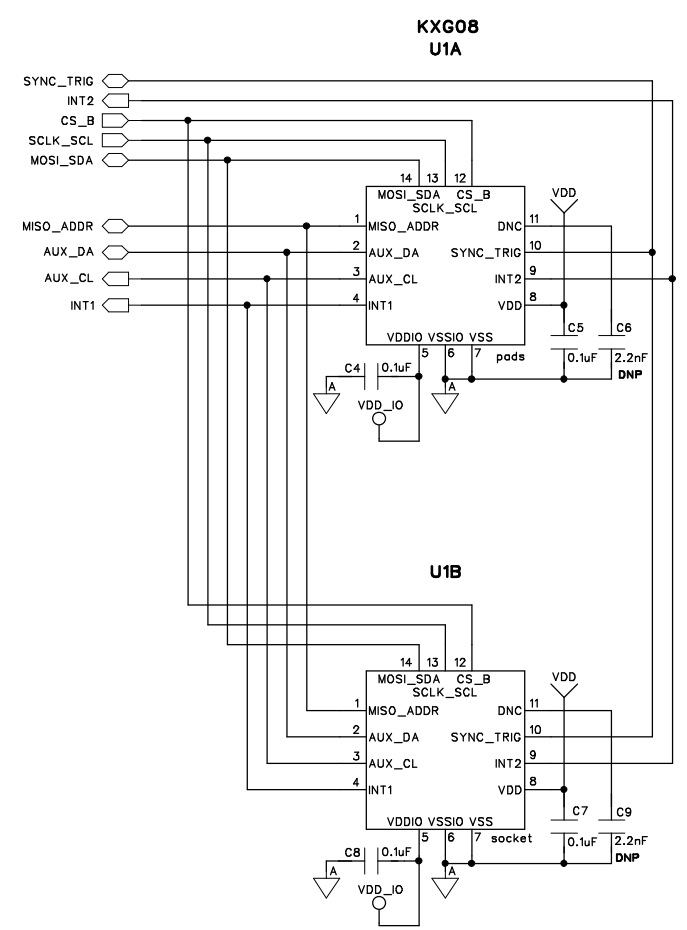 KXG08
U1A
SYNC_TRIG
INT2
CS_B
SCLK_SCL
MOSI_SDA
14 13 12
MOSI_SDA CS_B
SCLK_SCL
VDD
MISO_ADDR 1 MISO_ADDR DNC 11
AUX_DA 2 AUX_DA SYNC_TRIG 10
AUX_CL 3 AUX_CL INT2 9
INT1 4 INT1 VDD 8
VDDIO VSSIO VSS
5 6 7 pads
C5 C6
0.1uF 2.2nF
DNP
C4 0.1uF
A A
VDD_IO
U1B
14 13 12
MOSI_SDA CS_B
SCLK_SCL
VDD
1 MISO_ADDR DNC 11
2 AUX_DA SYNC_TRIG 10
3 AUX_CL INT2 9
4 INT1 VDD 8
VDDIO VSSIO VSS
5 6 7 socket
C7 C9
0.1uF 2.2nF
DNP
C8 0.1uF
A A
VDD_IO